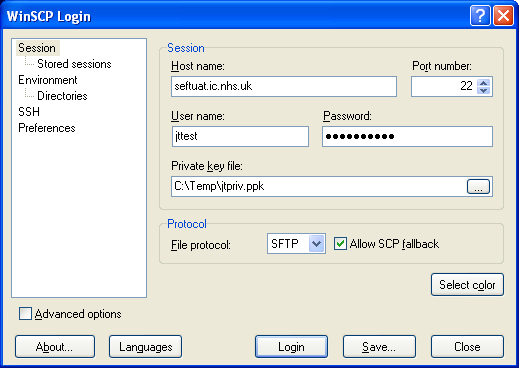 WinSCP Login
Session
Stored sessions
Environment
Directories
SSH
Preferences
Advanced options
Session
Host name:
Port number:
seftuat.ic.nhs.uk
22
User name:
Password:
jttest
●●●●●●●●●●
Private key file:
C:\Temp\jtpriv.ppk
...
Protocol
File protocol:
SFTP
Allow SCP fallback
Select color
About...
Languages
Login
Save...
Close